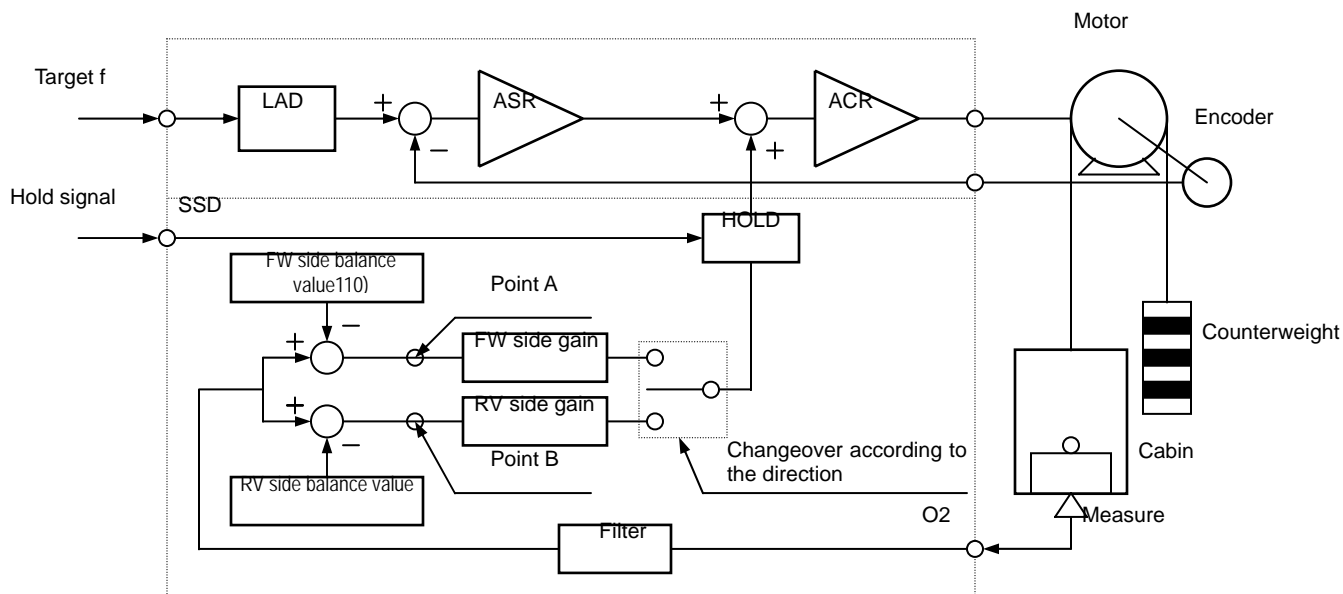 Motor
Target f
LAD
+
ASR
+
ACR
Encoder
−
+
Hold signal
SSD
HOLD
FW side balance
value110)
Point A
−
+
FW side gain
Counterweight
+
RV side gain
−
Point B
Changeover according to
the direction
Cabin
RV side balance value
O2
Measure
Filter